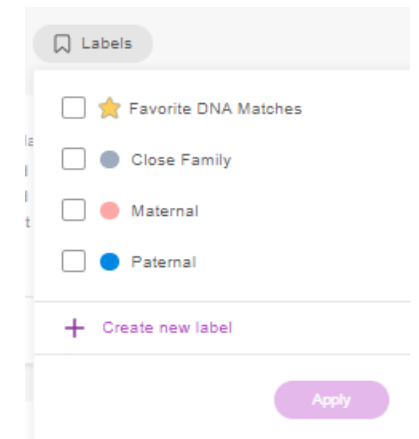 Labels
Favorite DNA Matches
Close Family
Maternal
Paternal
+ Create new label
Apply